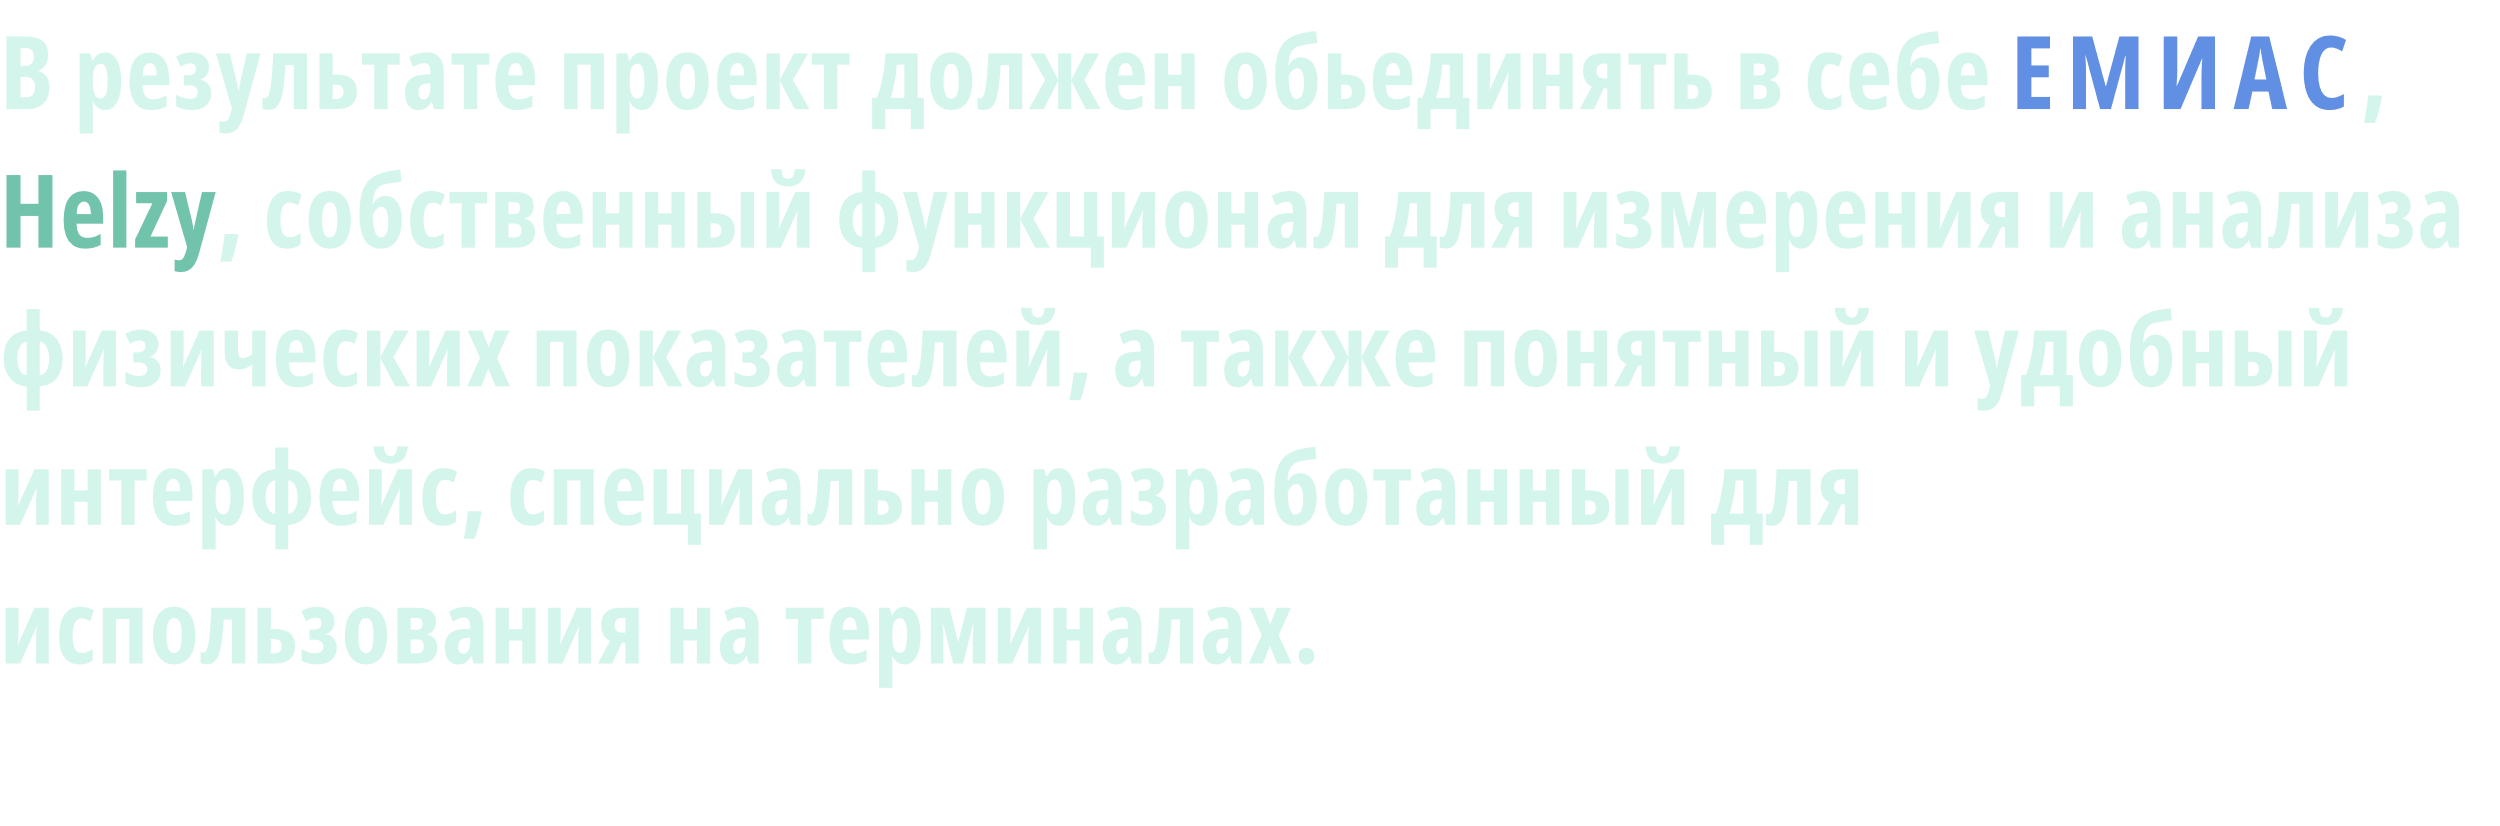 В результате проект должен объединять в себе ЕМИАС,
Helzy, собственный функционал для измерения и анализа
физических показателей, а также понятный и удобный
интерфейс, специально разработанный для
использования на терминалах.